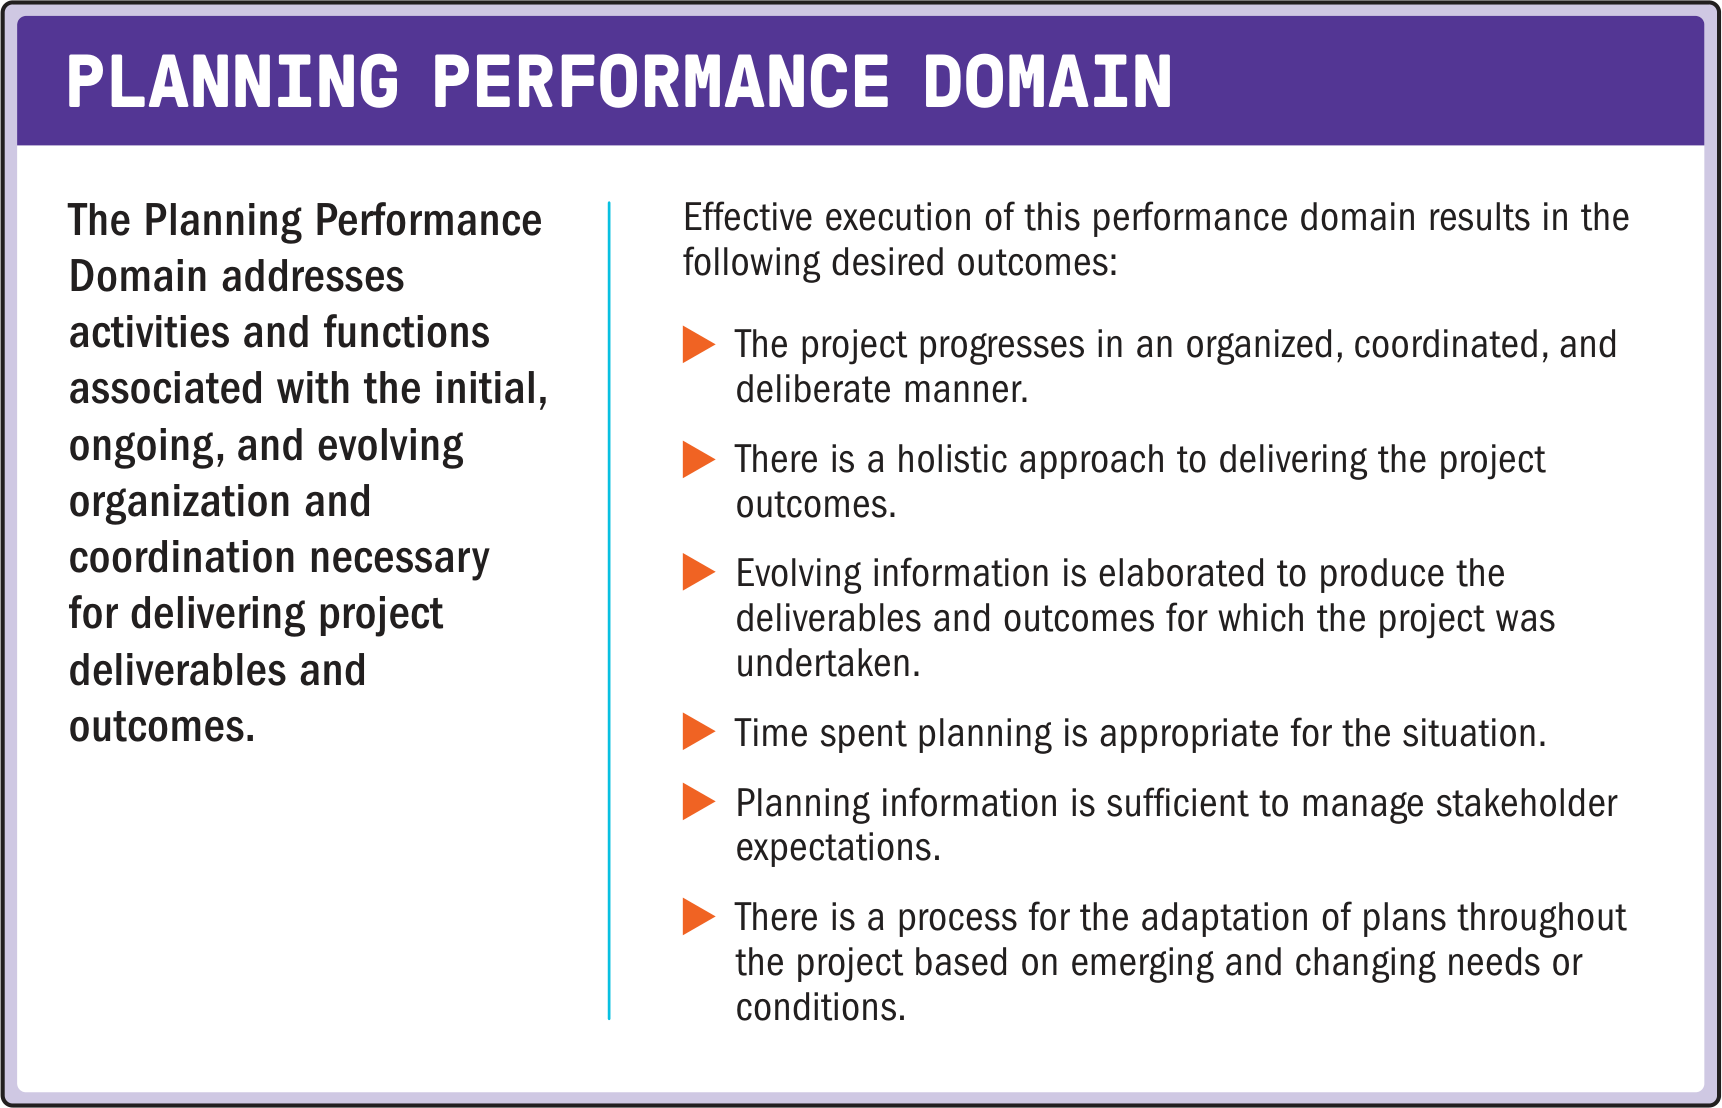 PLANNING PERFORMANCE DOMAIN
The Planning Performance
Domain addresses
activities and functions
associated with the initial,
ongoing, and evolving
organization and
coordination necessary
for delivering project
deliverables and
outcomes.
Effective execution of this performance domain results in the
following desired outcomes:
The project progresses in an organized, coordinated, and
deliberate manner.
There is a holistic approach to delivering the project
outcomes.
Evolving information is elaborated to produce the
deliverables and outcomes for which the project was
undertaken.
Time spent planning is appropriate for the situation.
Planning information is sufficient to manage stakeholder
expectations.
There is a process for the adaptation of plans throughout
the project based on emerging and changing needs or
conditions.